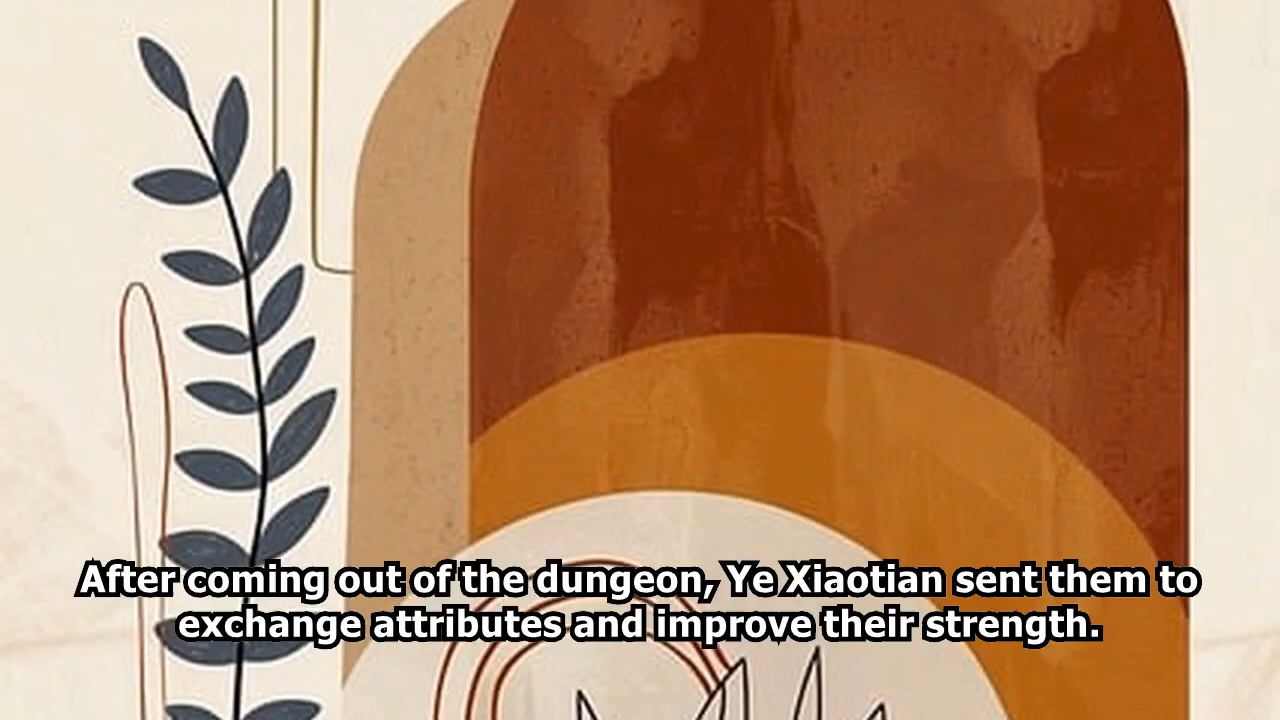 After coming out of the dungeon, Ye Xiaotian sent them to
exchange attributes and improve their strength.